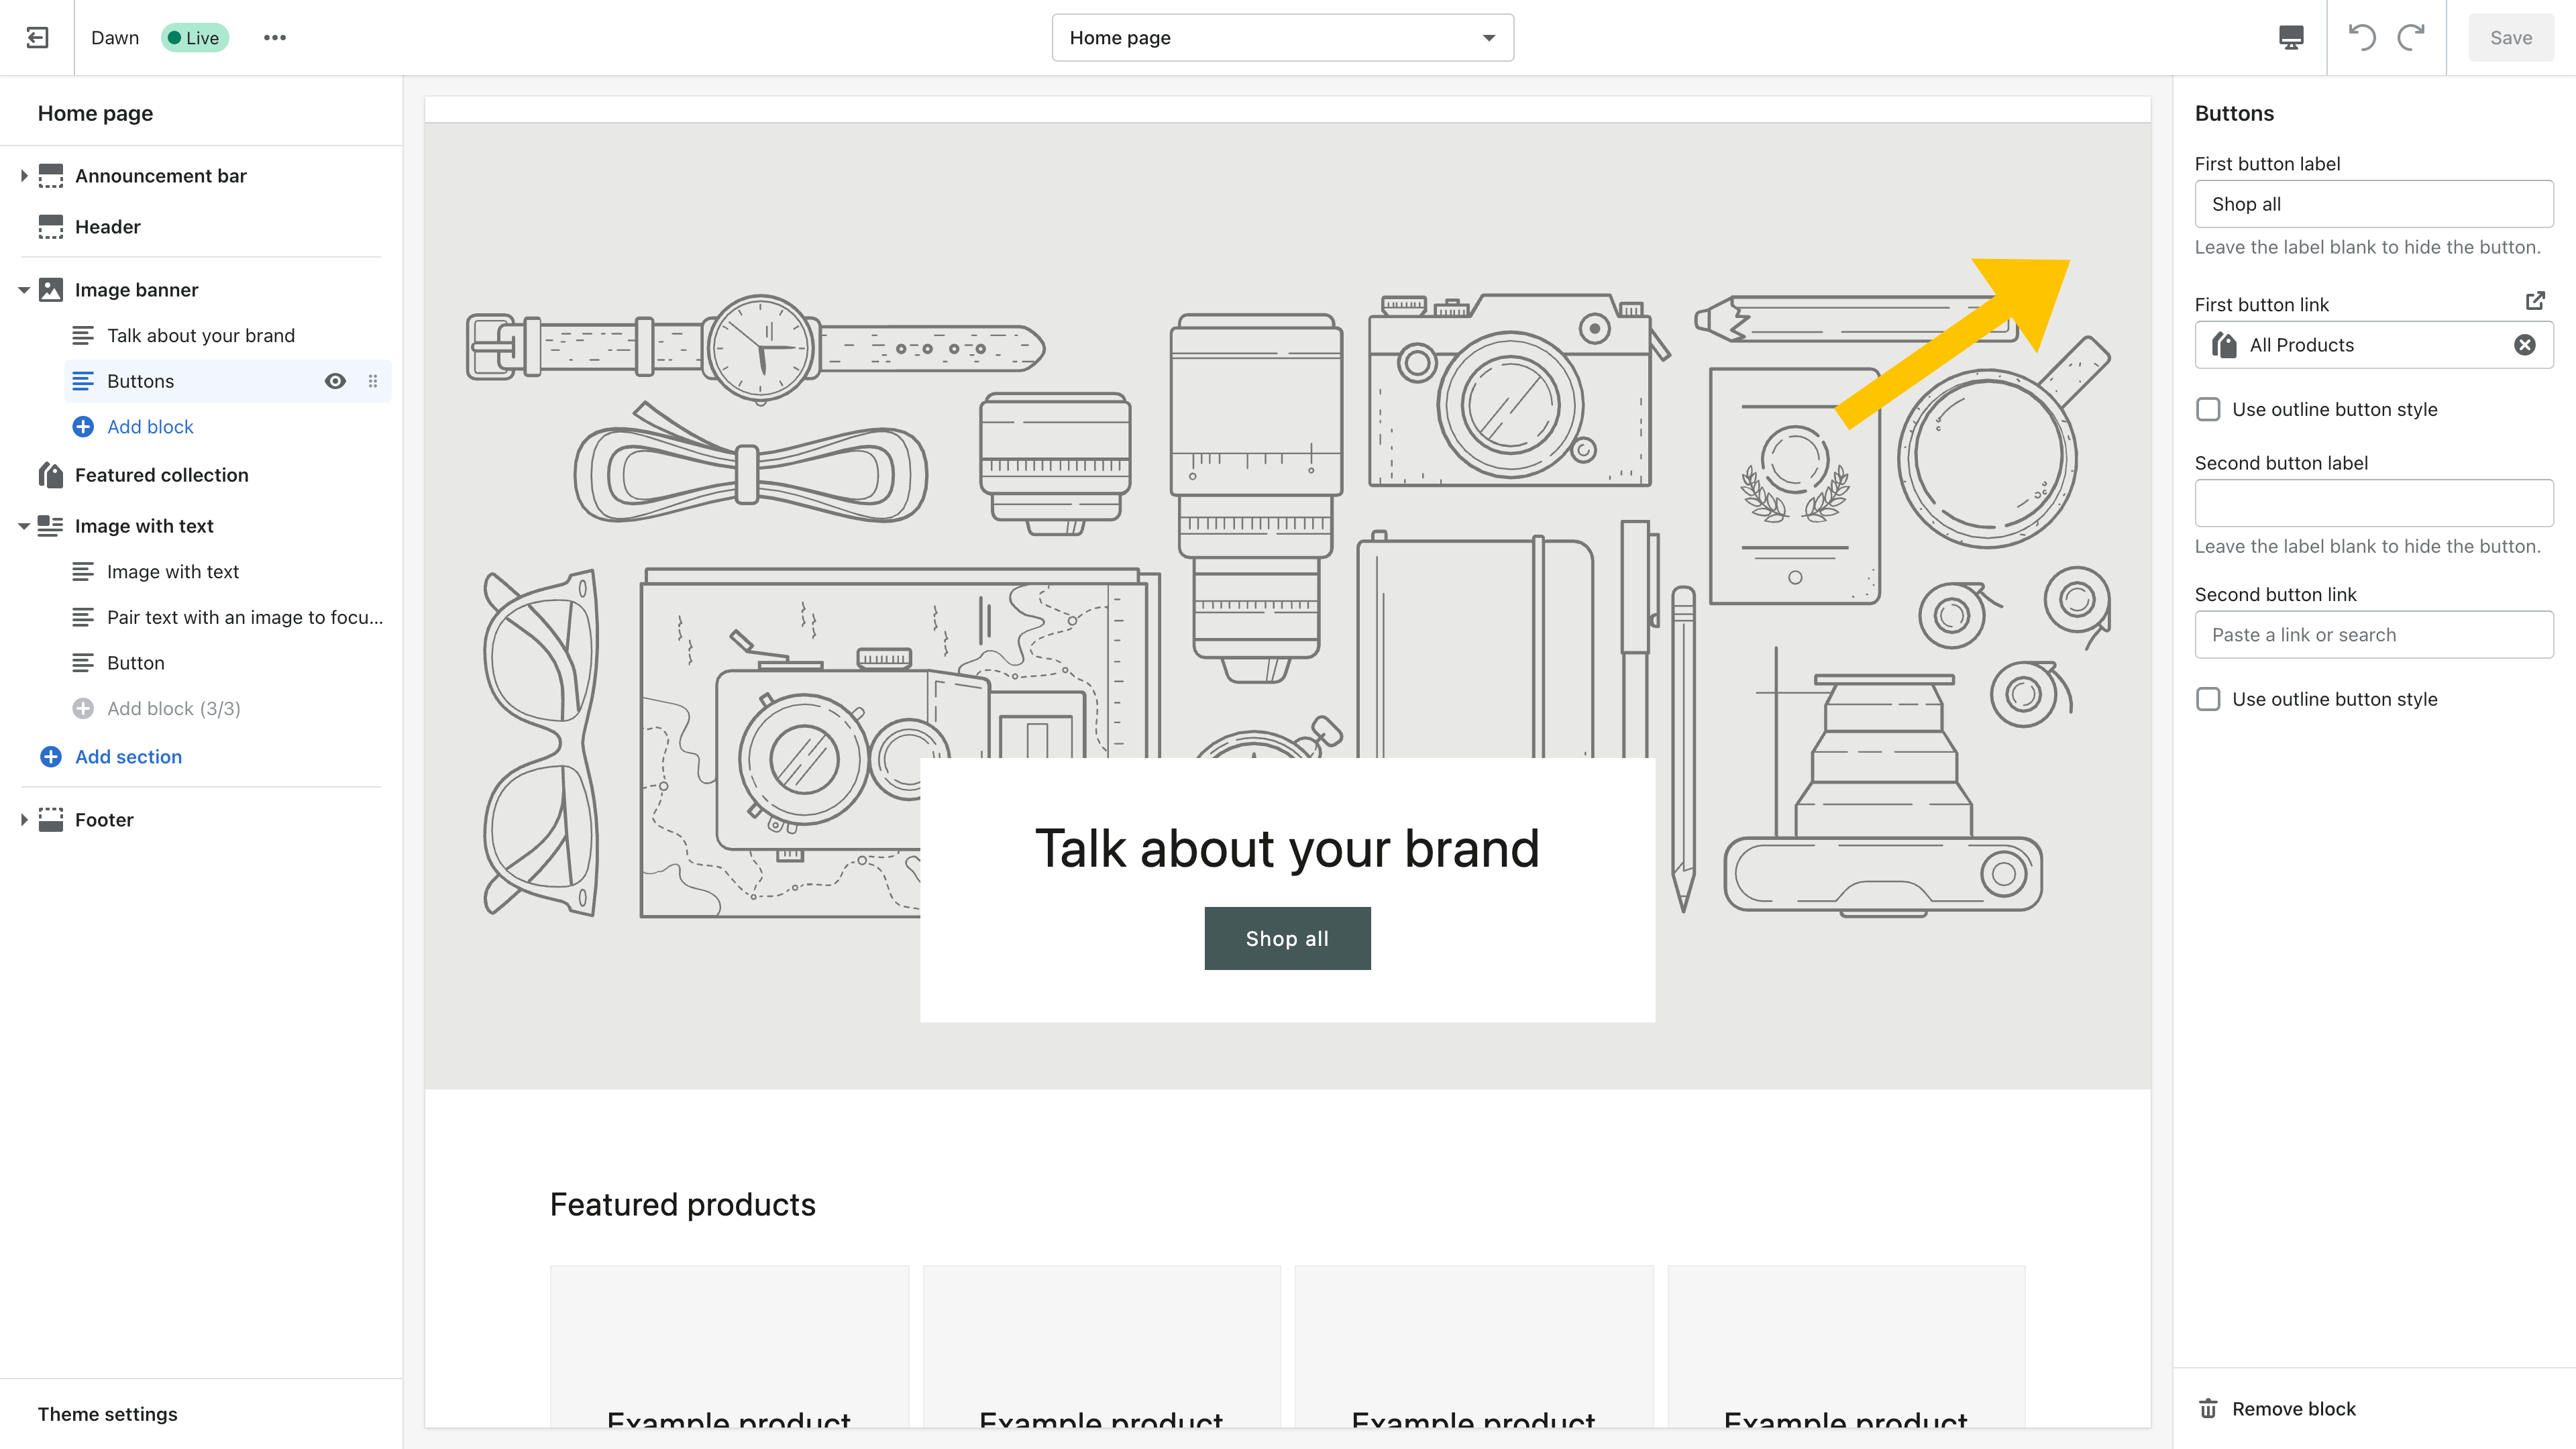 Dawn
Live
Home page
Save
Home page
Announcement bar
Header
Image banner
Talk about your brand
Buttons
Add block
Featured collection
Image with text
Image with text
Pair text with an image to focu...
Button
Add block (3/3)
Add section
Footer
Theme settings
Talk about your brand
Shop all
Featured products
Example product
Example product
Example product
Example product
Buttons
First button label
Shop all
Leave the label blank to hide the button.
First button link
All Products
Use outline button style
Second button label
Leave the label blank to hide the button.
Second button link
Paste a link or search
Use outline button style
Remove block